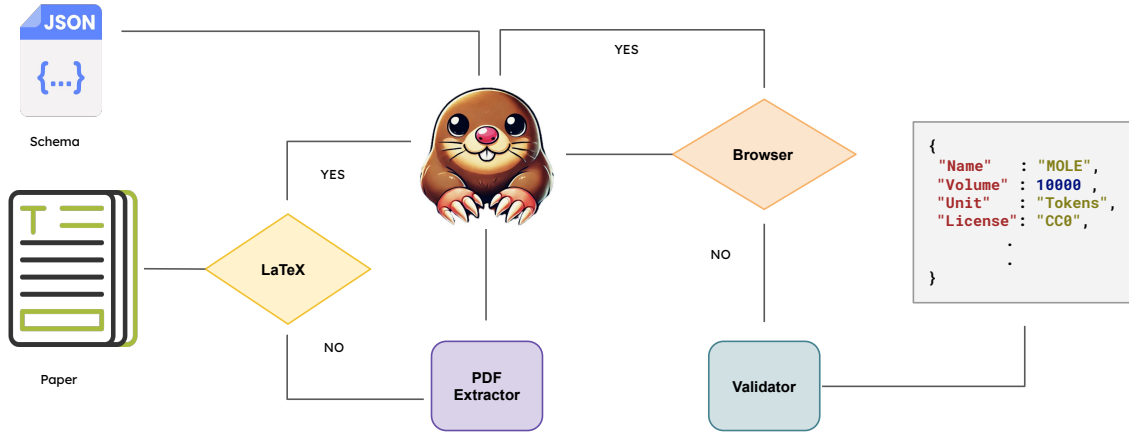 JSON
{...}
Schema
T
Paper
YES
LaTeX
NO
PDF
Extractor
YES
Browser
NO
Validator
{
"Name" : "MOLE",
"Volume" : 10000 ,
"Unit" : "Tokens",
"License": "CC0",
.
.
}